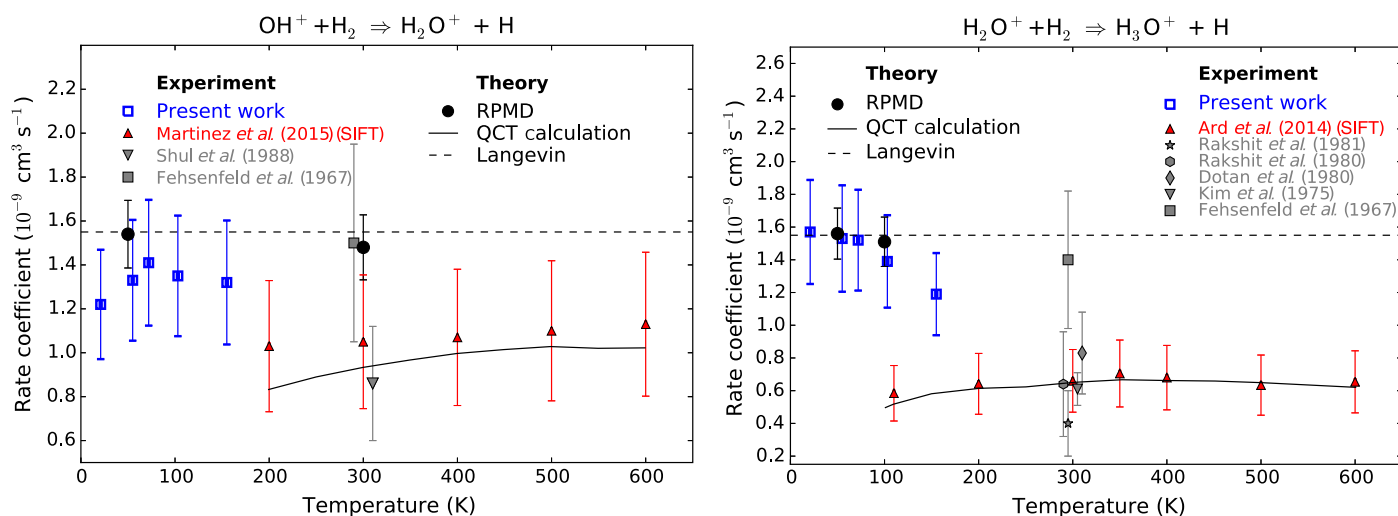 OH⁺ + H₂ ⇒ H₂O⁺ + H
Experiment
Present work
Martinez et al. (2015) (SIFT)
Shul et al. (1988)
Fehsenfeld et al. (1967)
Theory
RPMD
QCT calculation
Langevin
Rate coefficient (10⁻⁹ cm³ s⁻¹)
2.2
2.0
1.8
1.6
1.4
1.2
1.0
0.8
0.6
0 100 200 300 400 500 600
Temperature (K)
H₂O⁺ + H₂ ⇒ H₃O⁺ + H
Theory
RPMD
QCT calculation
Langevin
Experiment
Present work
Ard et al. (2014) (SIFT)
Rakshit et al. (1981)
Rakshit et al. (1980)
Dotan et al. (1980)
Kim et al. (1975)
Fehsenfeld et al. (1967)
Rate coefficient (10⁻⁹ cm³ s⁻¹)
2.6
2.4
2.2
2.0
1.8
1.6
1.4
1.2
1.0
0.8
0.6
0.4
0.2
0 100 200 300 400 500 600
Temperature (K)